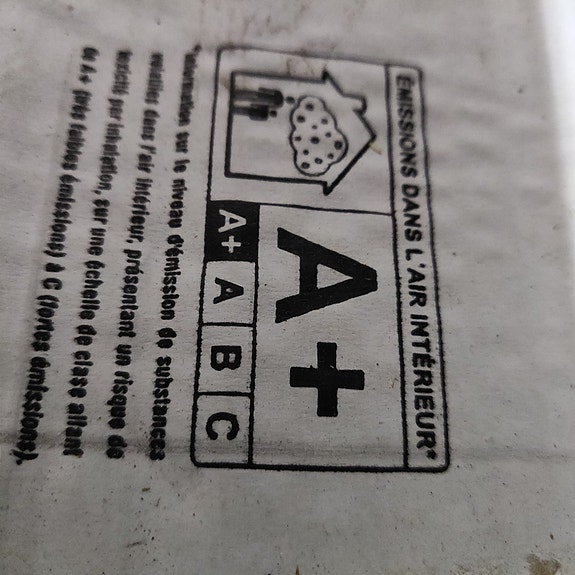 ÉMISSIONS DANS L'AIR INTÉRIEUR*
A+
A+ A B C
*Information sur le niveau d'émission de substances
volatiles dans l'air intérieur, présentant un risque de
toxicité par inhalation, sur une échelle de clase allant
de A+ (très faibles émissions) à C (fortes émissions).